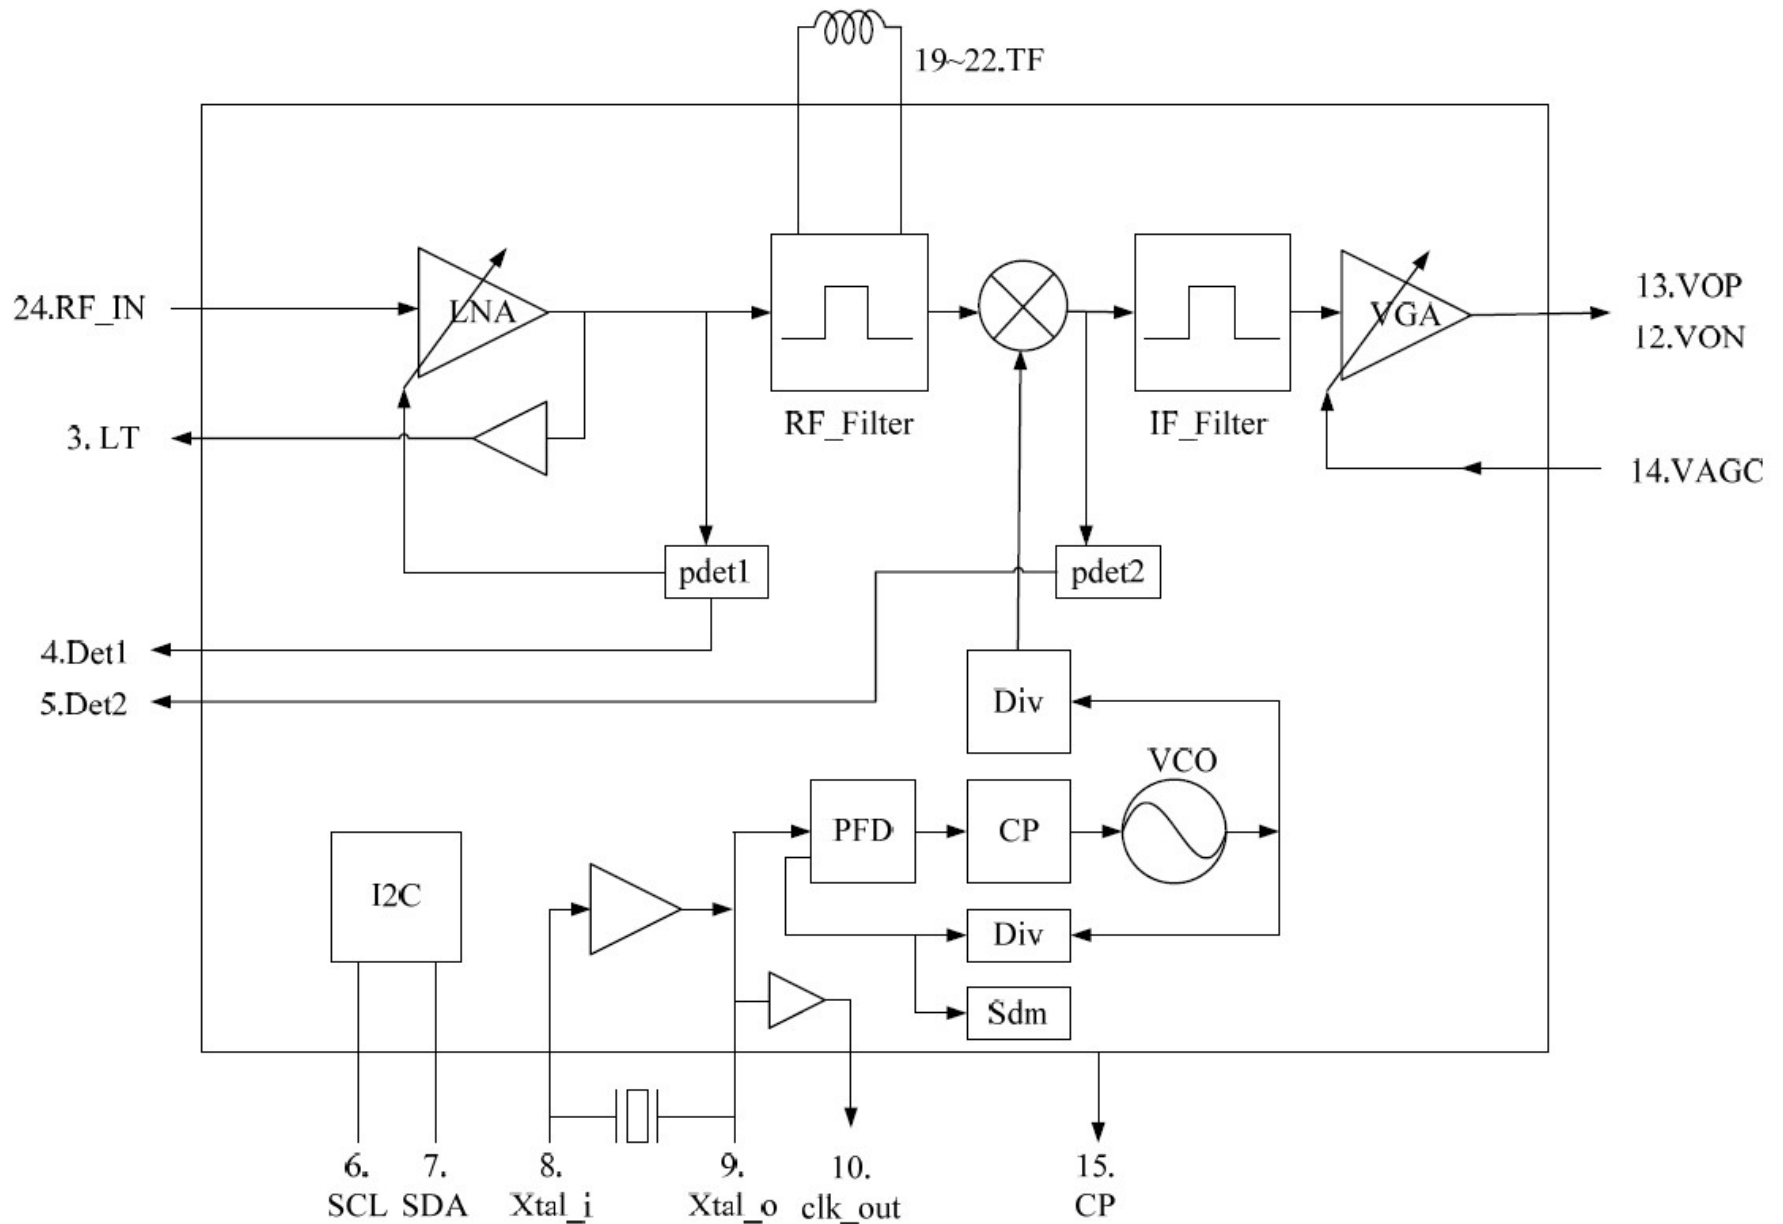 19~22.TF
24.RF_IN
LNA
VGA
13.VOP
12.VON
RF_Filter
IF_Filter
3. LT
14.VAGC
pdet1
pdet2
4.Det1
5.Det2
Div
VCO
PFD
CP
I2C
Div
Sdm
6.
SCL
7.
SDA
8.
Xtal_i
9.
Xtal_o
10.
clk_out
15.
CP